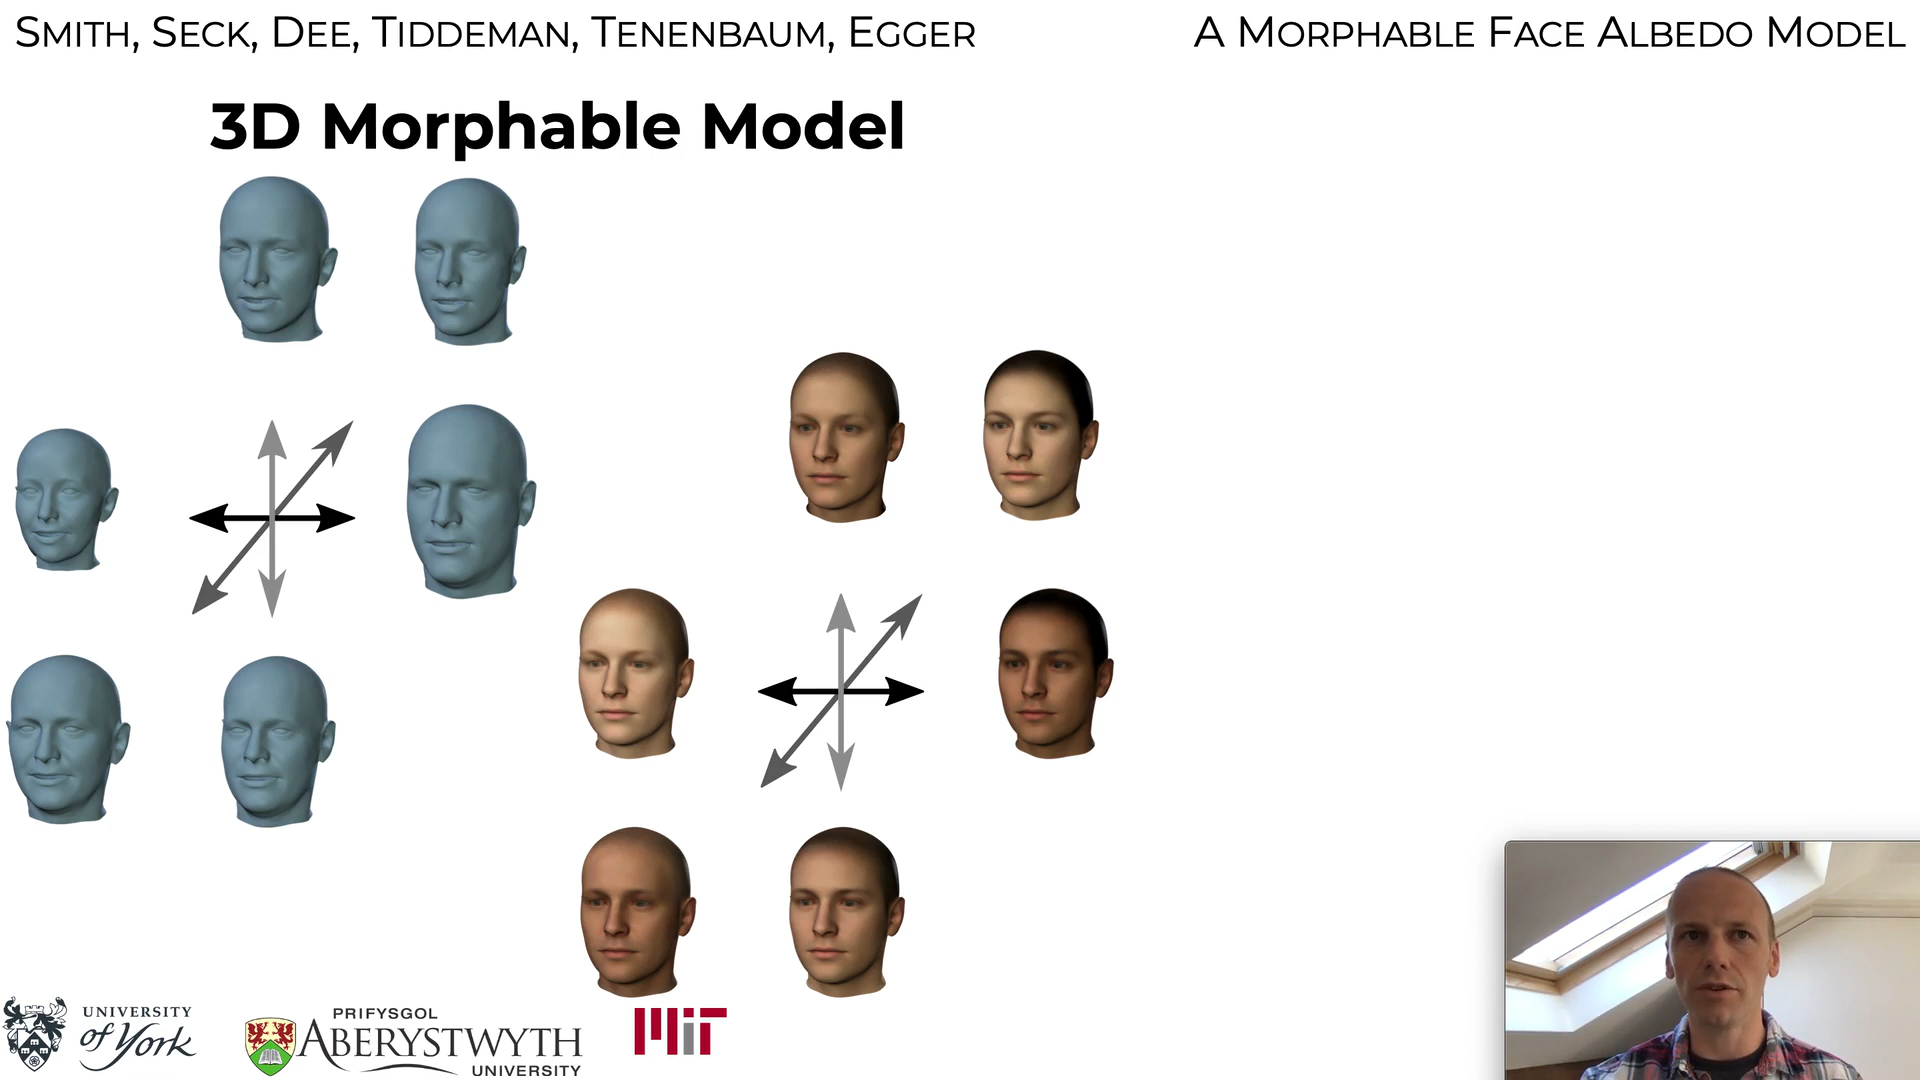 SMITH, SECK, DEE, TIDDEMAN, TENENBAUM, EGGER
A MORPHABLE FACE ALBEDO MODEL
3D Morphable Model
UNIVERSITY
of York
PRIFYSGOL
ABERYSTWYTH
UNIVERSITY
MIT